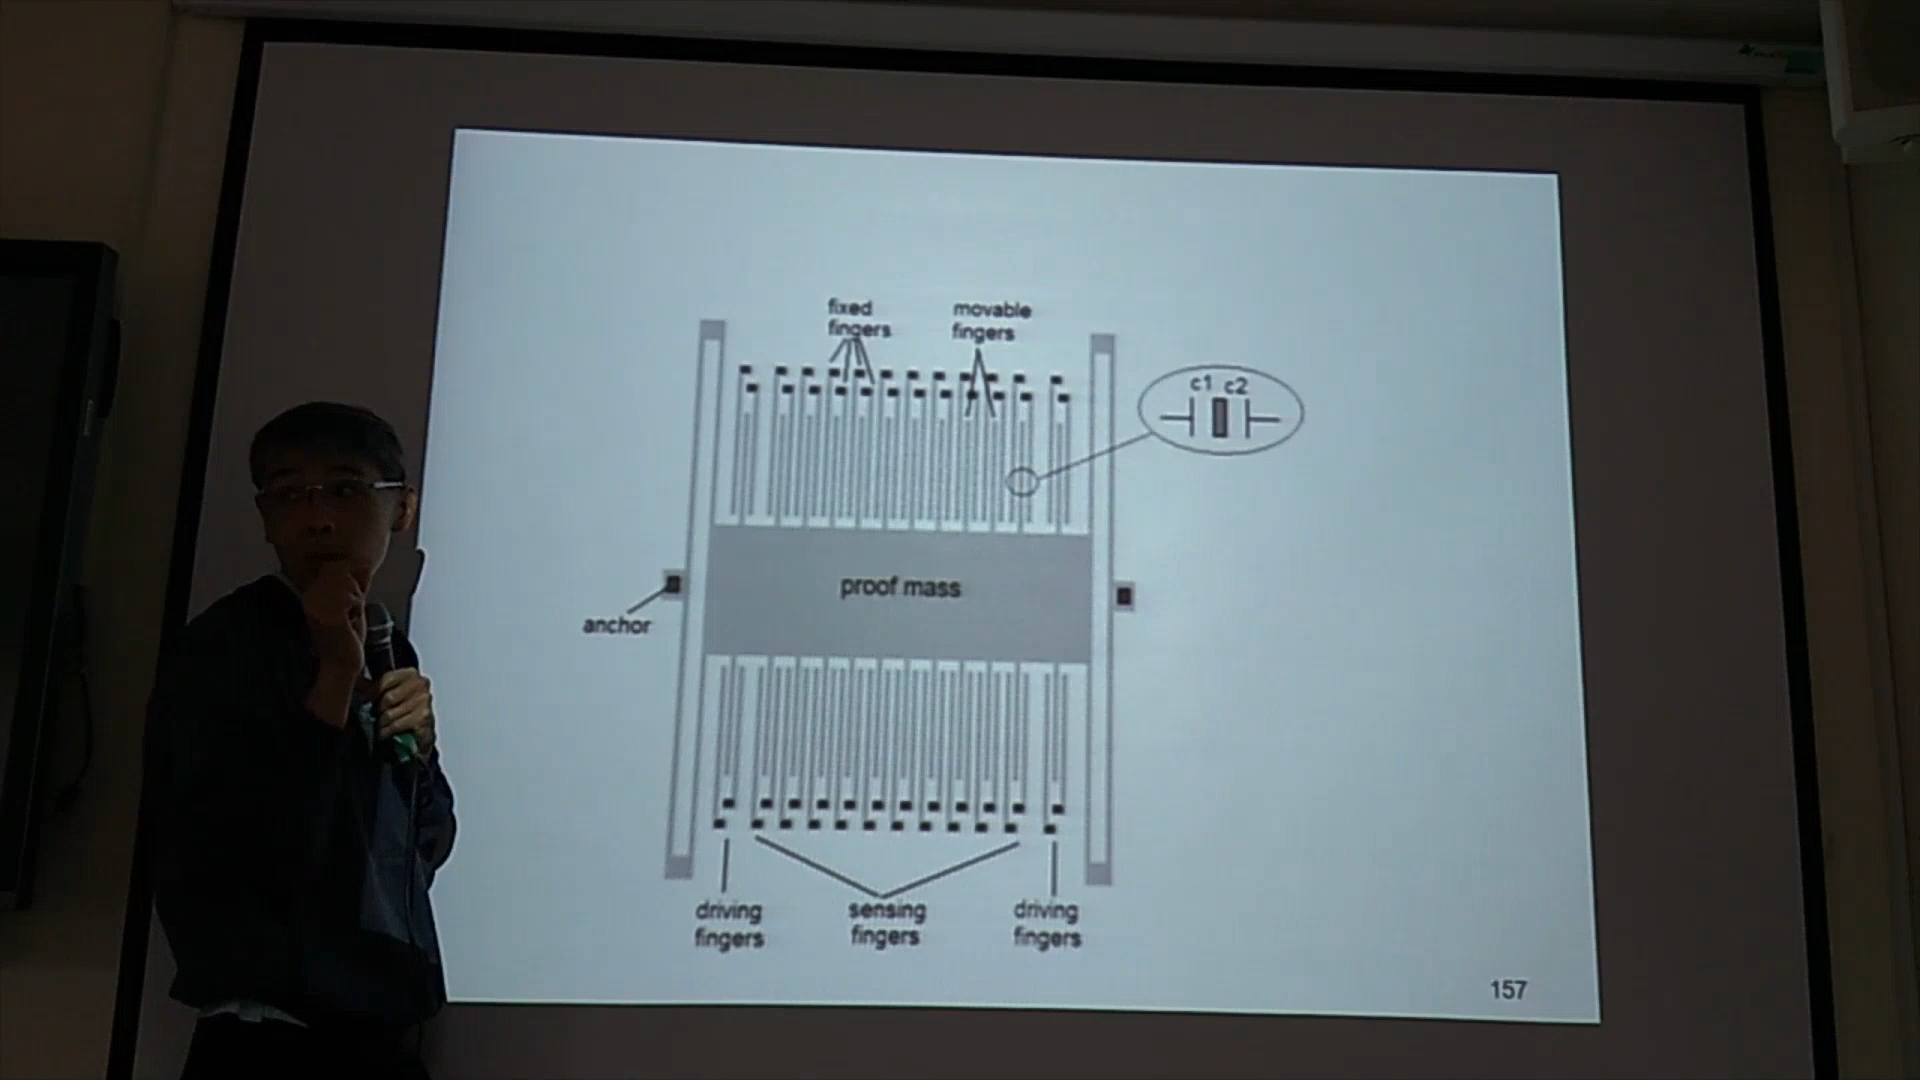 fixed
fingers
movable
fingers
c1 c2
proof mass
anchor
driving
fingers
sensing
fingers
driving
fingers
157